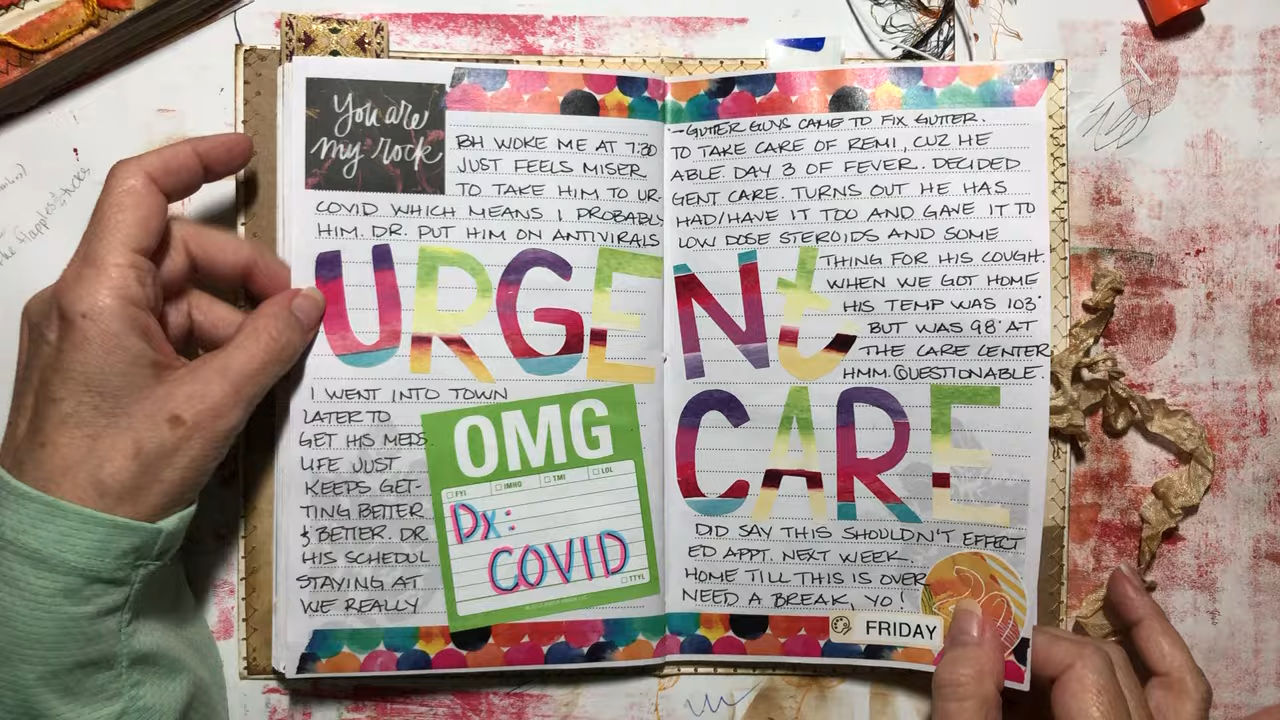 You are
my rock
- GUTTER GUYS CAME TO FIX GUTTER.
BH WOKE ME AT 7:30 TO TAKE CARE OF REMI, CUZ HE
JUST FEELS MISER ABLE. DAY 3 OF FEVER. DECIDED
TO TAKE HIM TO UR- GENT CARE. TURNS OUT HE HAS
COVID WHICH MEANS I PROBABLY HAD/HAVE IT TOO AND GAVE IT TO
HIM. DR. PUT HIM ON ANTIVIRALS LOW DOSE STEROIDS AND SOME
THING FOR HIS COUGH.
WHEN WE GOT HOME
HIS TEMP WAS 103°
BUT WAS 98° AT
THE CARE CENTER
HMM. QUESTIONABLE.
URGENt
CARE
I WENT INTO TOWN
LATER TO
GET HIS MEDS.
LIFE JUST
KEEPS GET-
TING BETTER
& BETTER. DR. DID SAY THIS SHOULDN'T EFFECT
HIS SCHEDUL ED APPT. NEXT WEEK.
STAYING AT HOME TILL THIS IS OVER
WE REALLY NEED A BREAK, YO!
OMG
FYI IMHO TMI LOL
Dx:
COVID
TTYL
FRIDAY